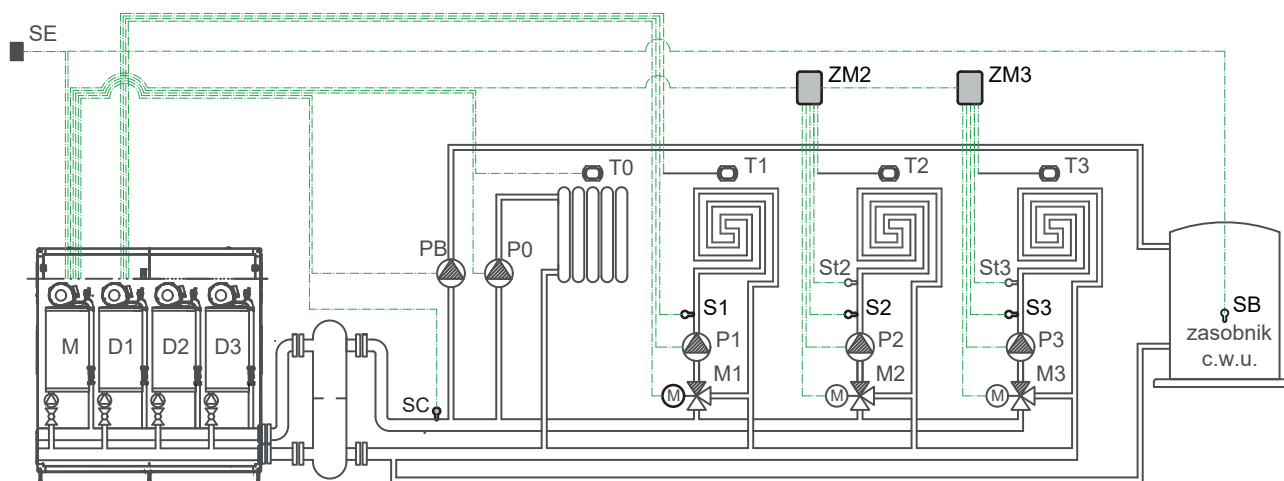 SE
ZM2
ZM3
T0
T1
T2
T3
PB
P0
St2
St3
S1
S2
S3
SB
zasobnik
c.w.u.
M
D1
D2
D3
P1
P2
P3
M1
M2
M3
M
M
M
SC